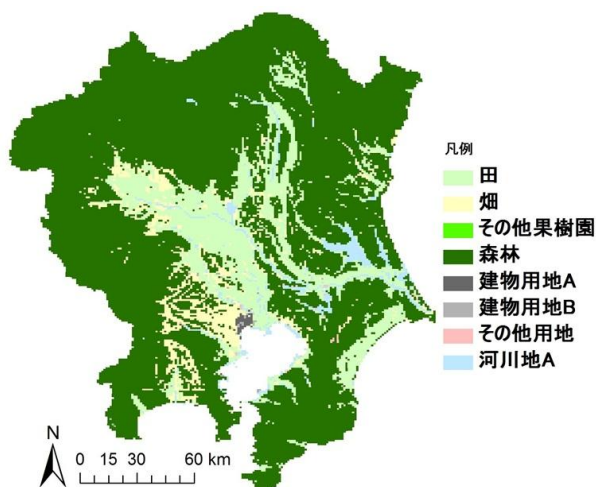 凡例
田
畑
その他果樹園
森林
建物用地A
建物用地B
その他用地
河川地A
N
0 15 30 60 km